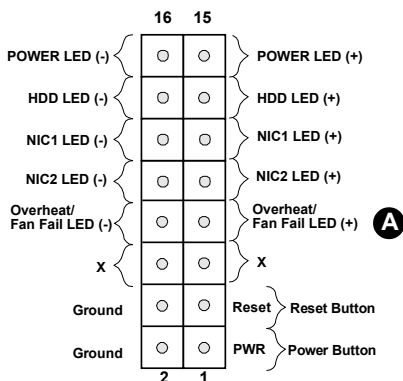 16 15
POWER LED (-) POWER LED (+)
HDD LED (-) HDD LED (+)
NIC1 LED (-) NIC1 LED (+)
NIC2 LED (-) NIC2 LED (+)
Overheat/ Overheat/
Fan Fail LED (-) Fan Fail LED (+) A
X X
Ground Reset Reset Button
Ground PWR Power Button
2 1